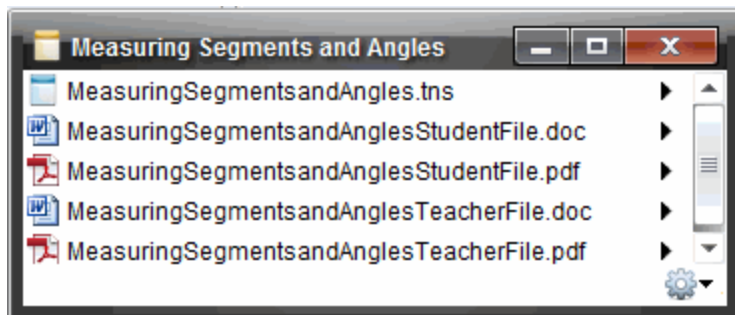 Measuring Segments and Angles
MeasuringSegmentsandAngles.tns
MeasuringSegmentsandAnglesStudentFile.doc
MeasuringSegmentsandAnglesStudentFile.pdf
MeasuringSegmentsandAnglesTeacherFile.doc
MeasuringSegmentsandAnglesTeacherFile.pdf